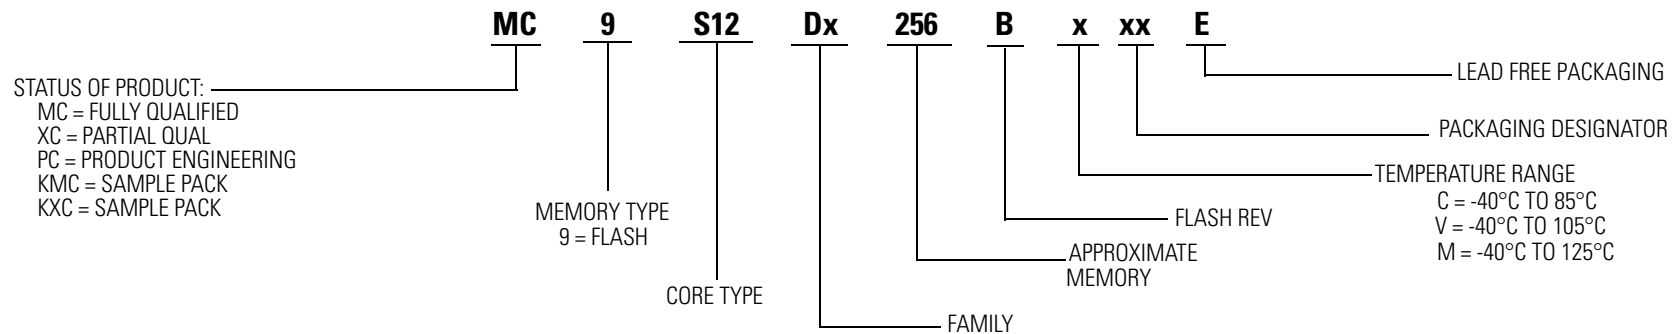 MC 9 S12 Dx 256 B x xx E
STATUS OF PRODUCT:
MC = FULLY QUALIFIED
XC = PARTIAL QUAL
PC = PRODUCT ENGINEERING
KMC = SAMPLE PACK
KXC = SAMPLE PACK
MEMORY TYPE
9 = FLASH
CORE TYPE
FAMILY
APPROXIMATE
MEMORY
FLASH REV
TEMPERATURE RANGE
C = -40°C TO 85°C
V = -40°C TO 105°C
M = -40°C TO 125°C
PACKAGING DESIGNATOR
LEAD FREE PACKAGING